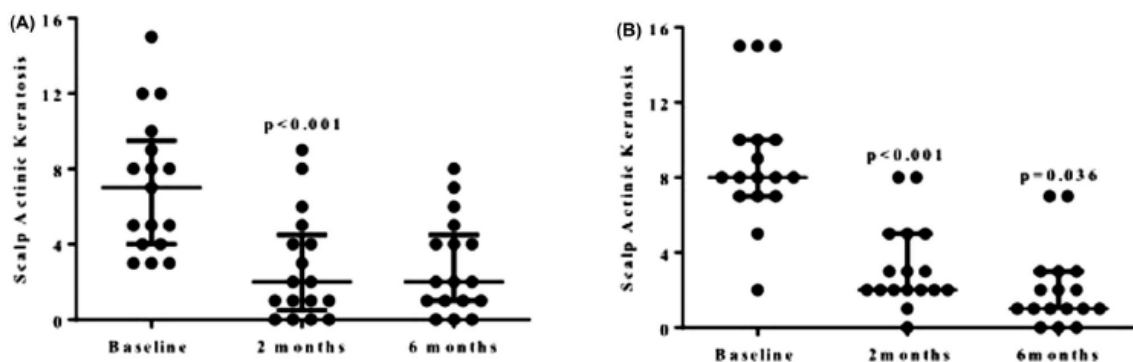 (A)
Scalp Actinic Keratosis
16
12
8
4
0
p<0.001
Baseline
2 months
6 months
(B)
Scalp Actinic Keratosis
16
12
8
4
0
p<0.001
p=0.036
Baseline
2months
6months